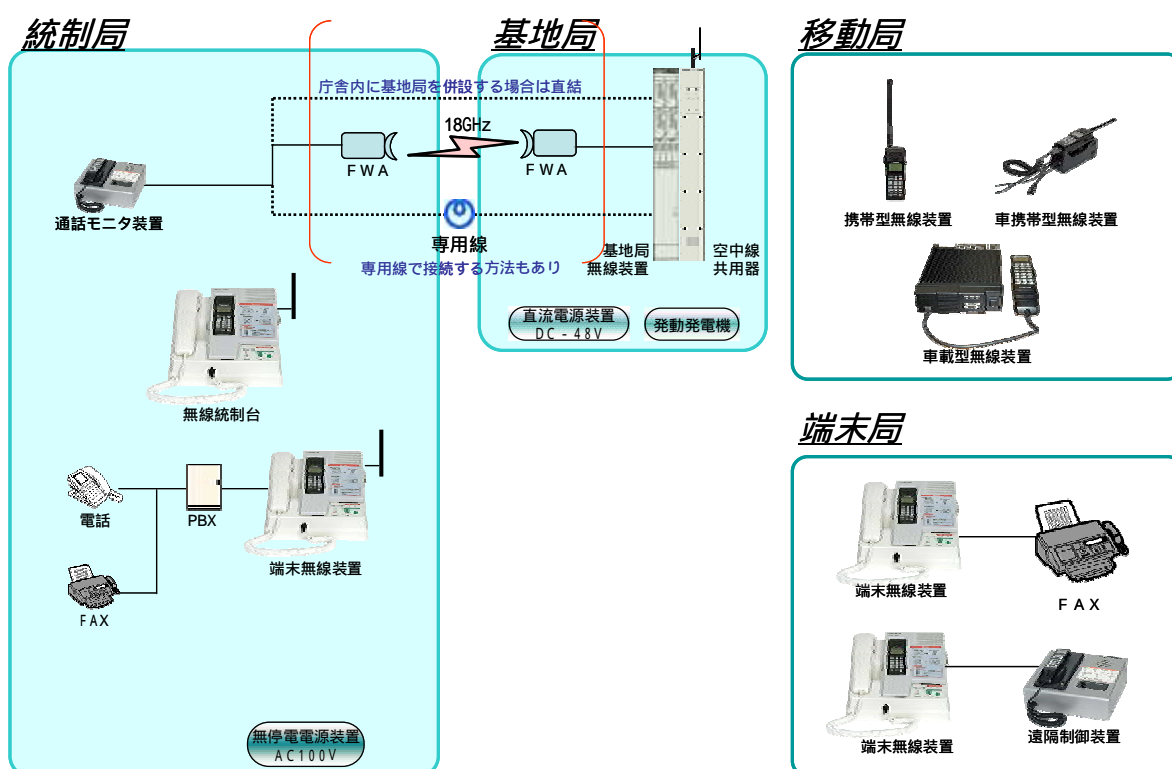 統制局
基地局
移動局
庁舎内に基地局を併設する場合は直結
18GHz
ＦＷＡ
ＦＷＡ
通話モニタ装置
専用線
専用線で接続する方法もあり
基地局
無線装置
空中線
共用器
直流電源装置
DC-48V
発動発電機
携帯型無線装置
車携帯型無線装置
車載型無線装置
無線統制台
電話
PBX
端末無線装置
FAX
無停電電源装置
AC100V
端末局
端末無線装置
ＦＡＸ
端末無線装置
遠隔制御装置